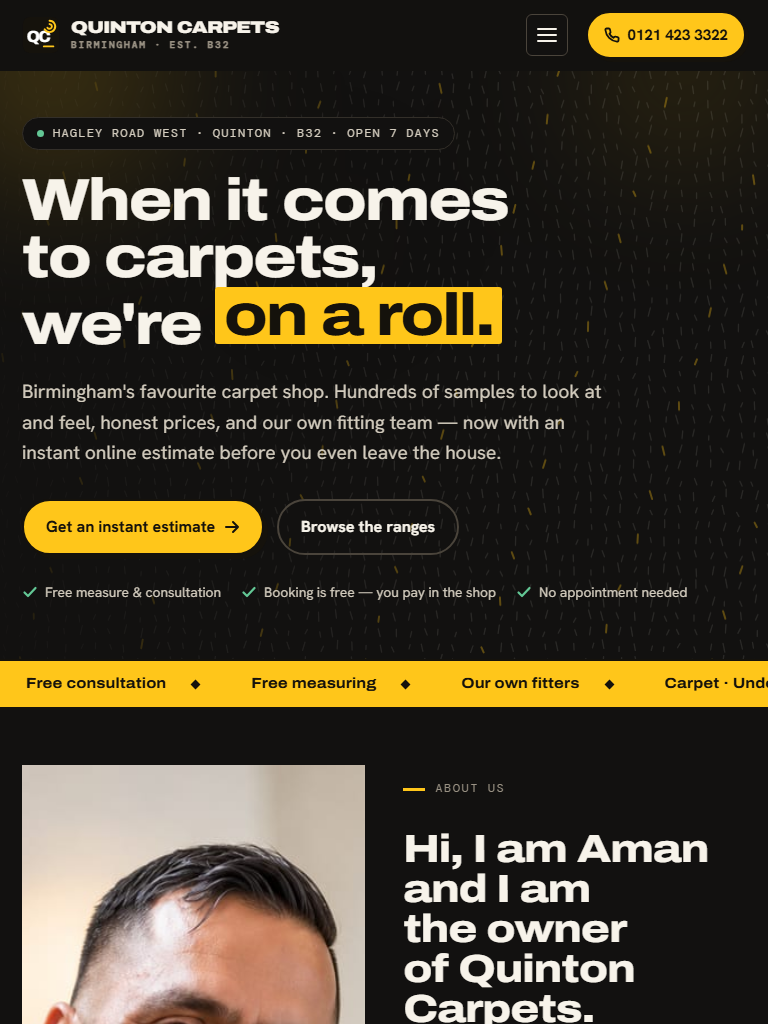 QC
QUINTON CARPETS
BIRMINGHAM · EST. B32
0121 423 3322
HAGLEY ROAD WEST · QUINTON · B32 · OPEN 7 DAYS
When it comes
to carpets,
we're on a roll.
Birmingham's favourite carpet shop. Hundreds of samples to look at
and feel, honest prices, and our own fitting team — now with an
instant online estimate before you even leave the house.
Get an instant estimate →
Browse the ranges
Free measure & consultation
Booking is free — you pay in the shop
No appointment needed
Free consultation ◆ Free measuring ◆ Our own fitters ◆ Carpet · Unde
ABOUT US
Hi, I am Aman
and I am
the owner
of Quinton
Carpets.